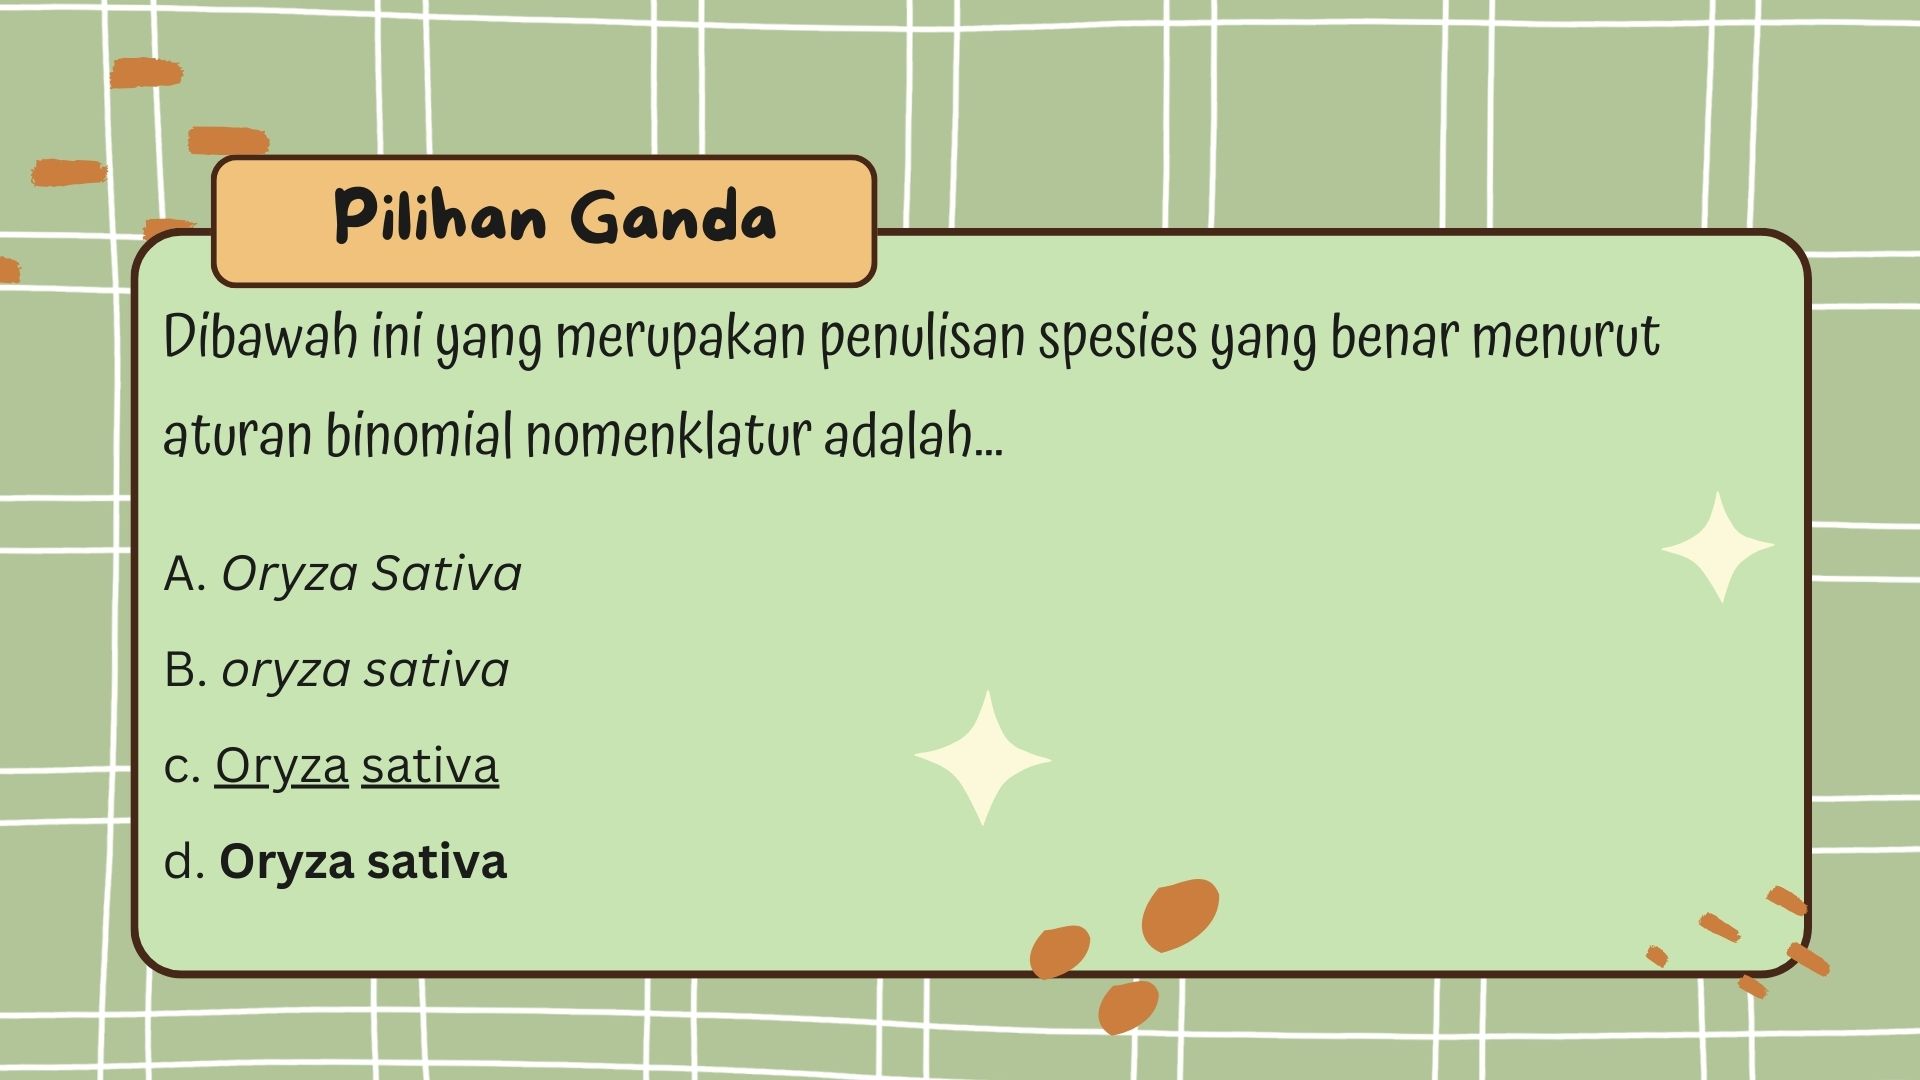 Pilihan Ganda
Dibawah ini yang merupakan penulisan spesies yang benar menurut
aturan binomial nomenklatur adalah...
A. Oryza Sativa
B. oryza sativa
c. Oryza sativa
d. Oryza sativa